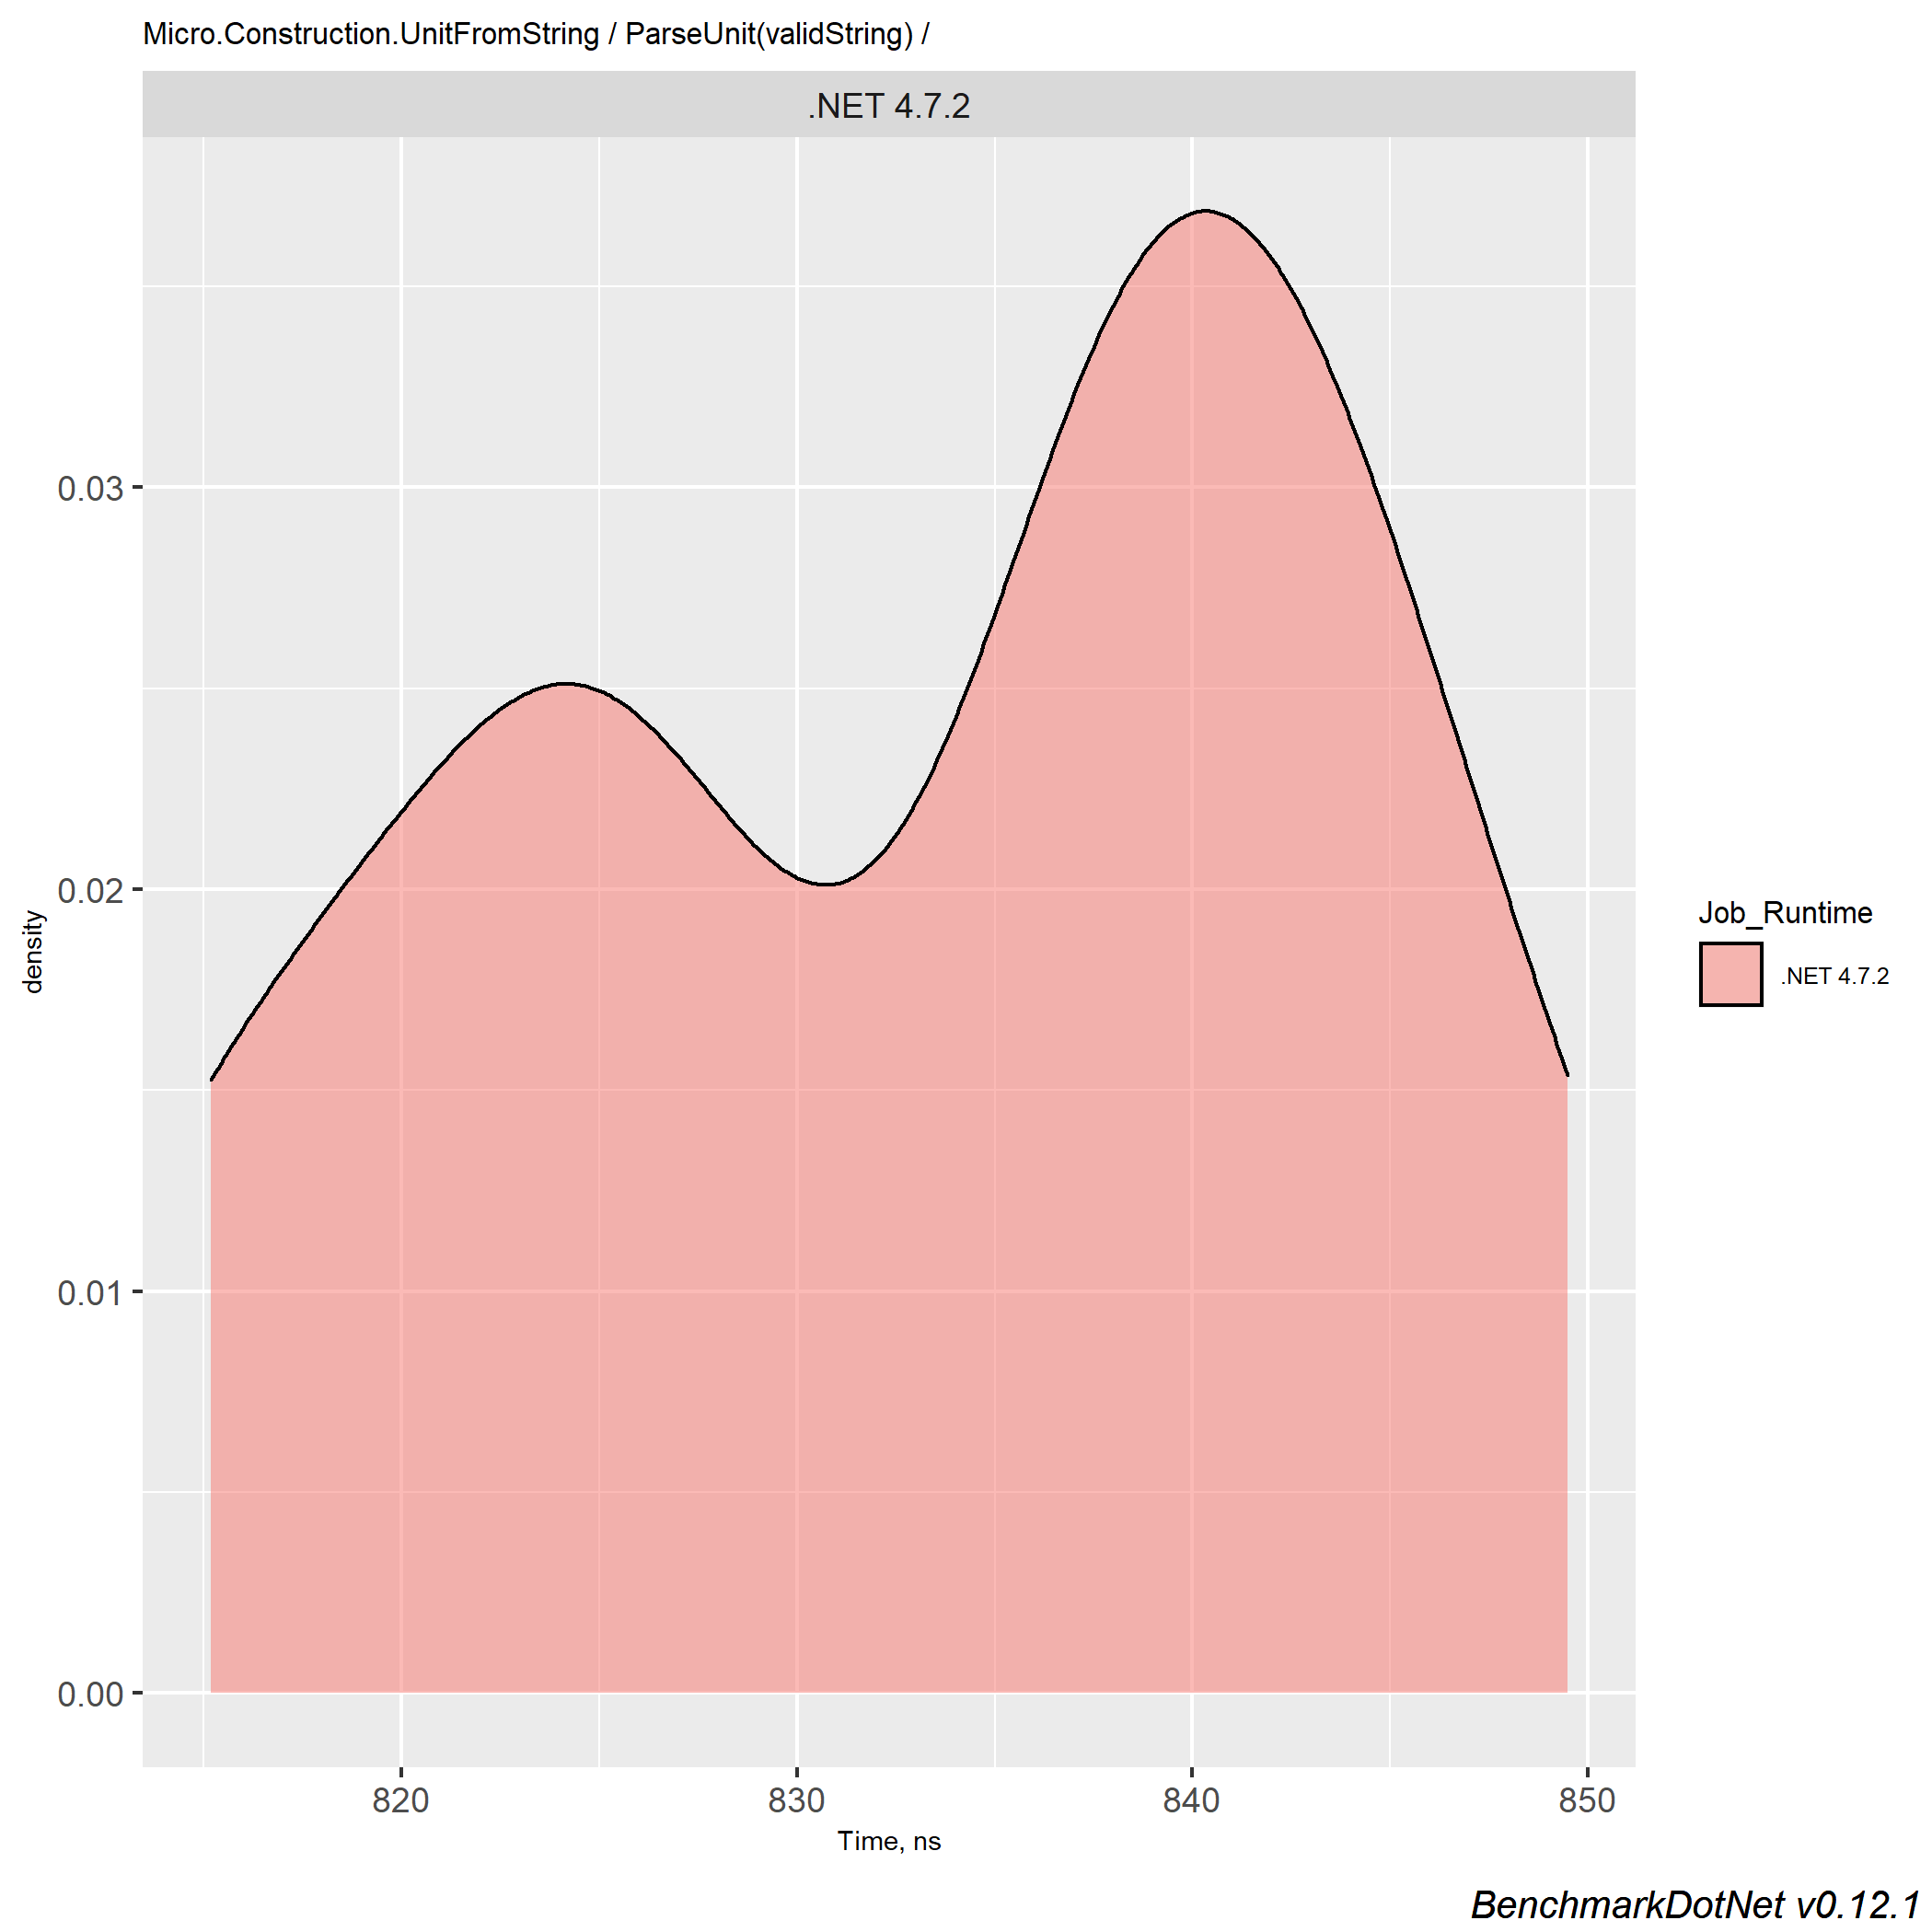 Micro.Construction.UnitFromString / ParseUnit(validString) /
.NET 4.7.2
0.03
0.02
0.01
0.00
density
820 830 840 850
Time, ns
Job_Runtime
.NET 4.7.2
BenchmarkDotNet v0.12.1